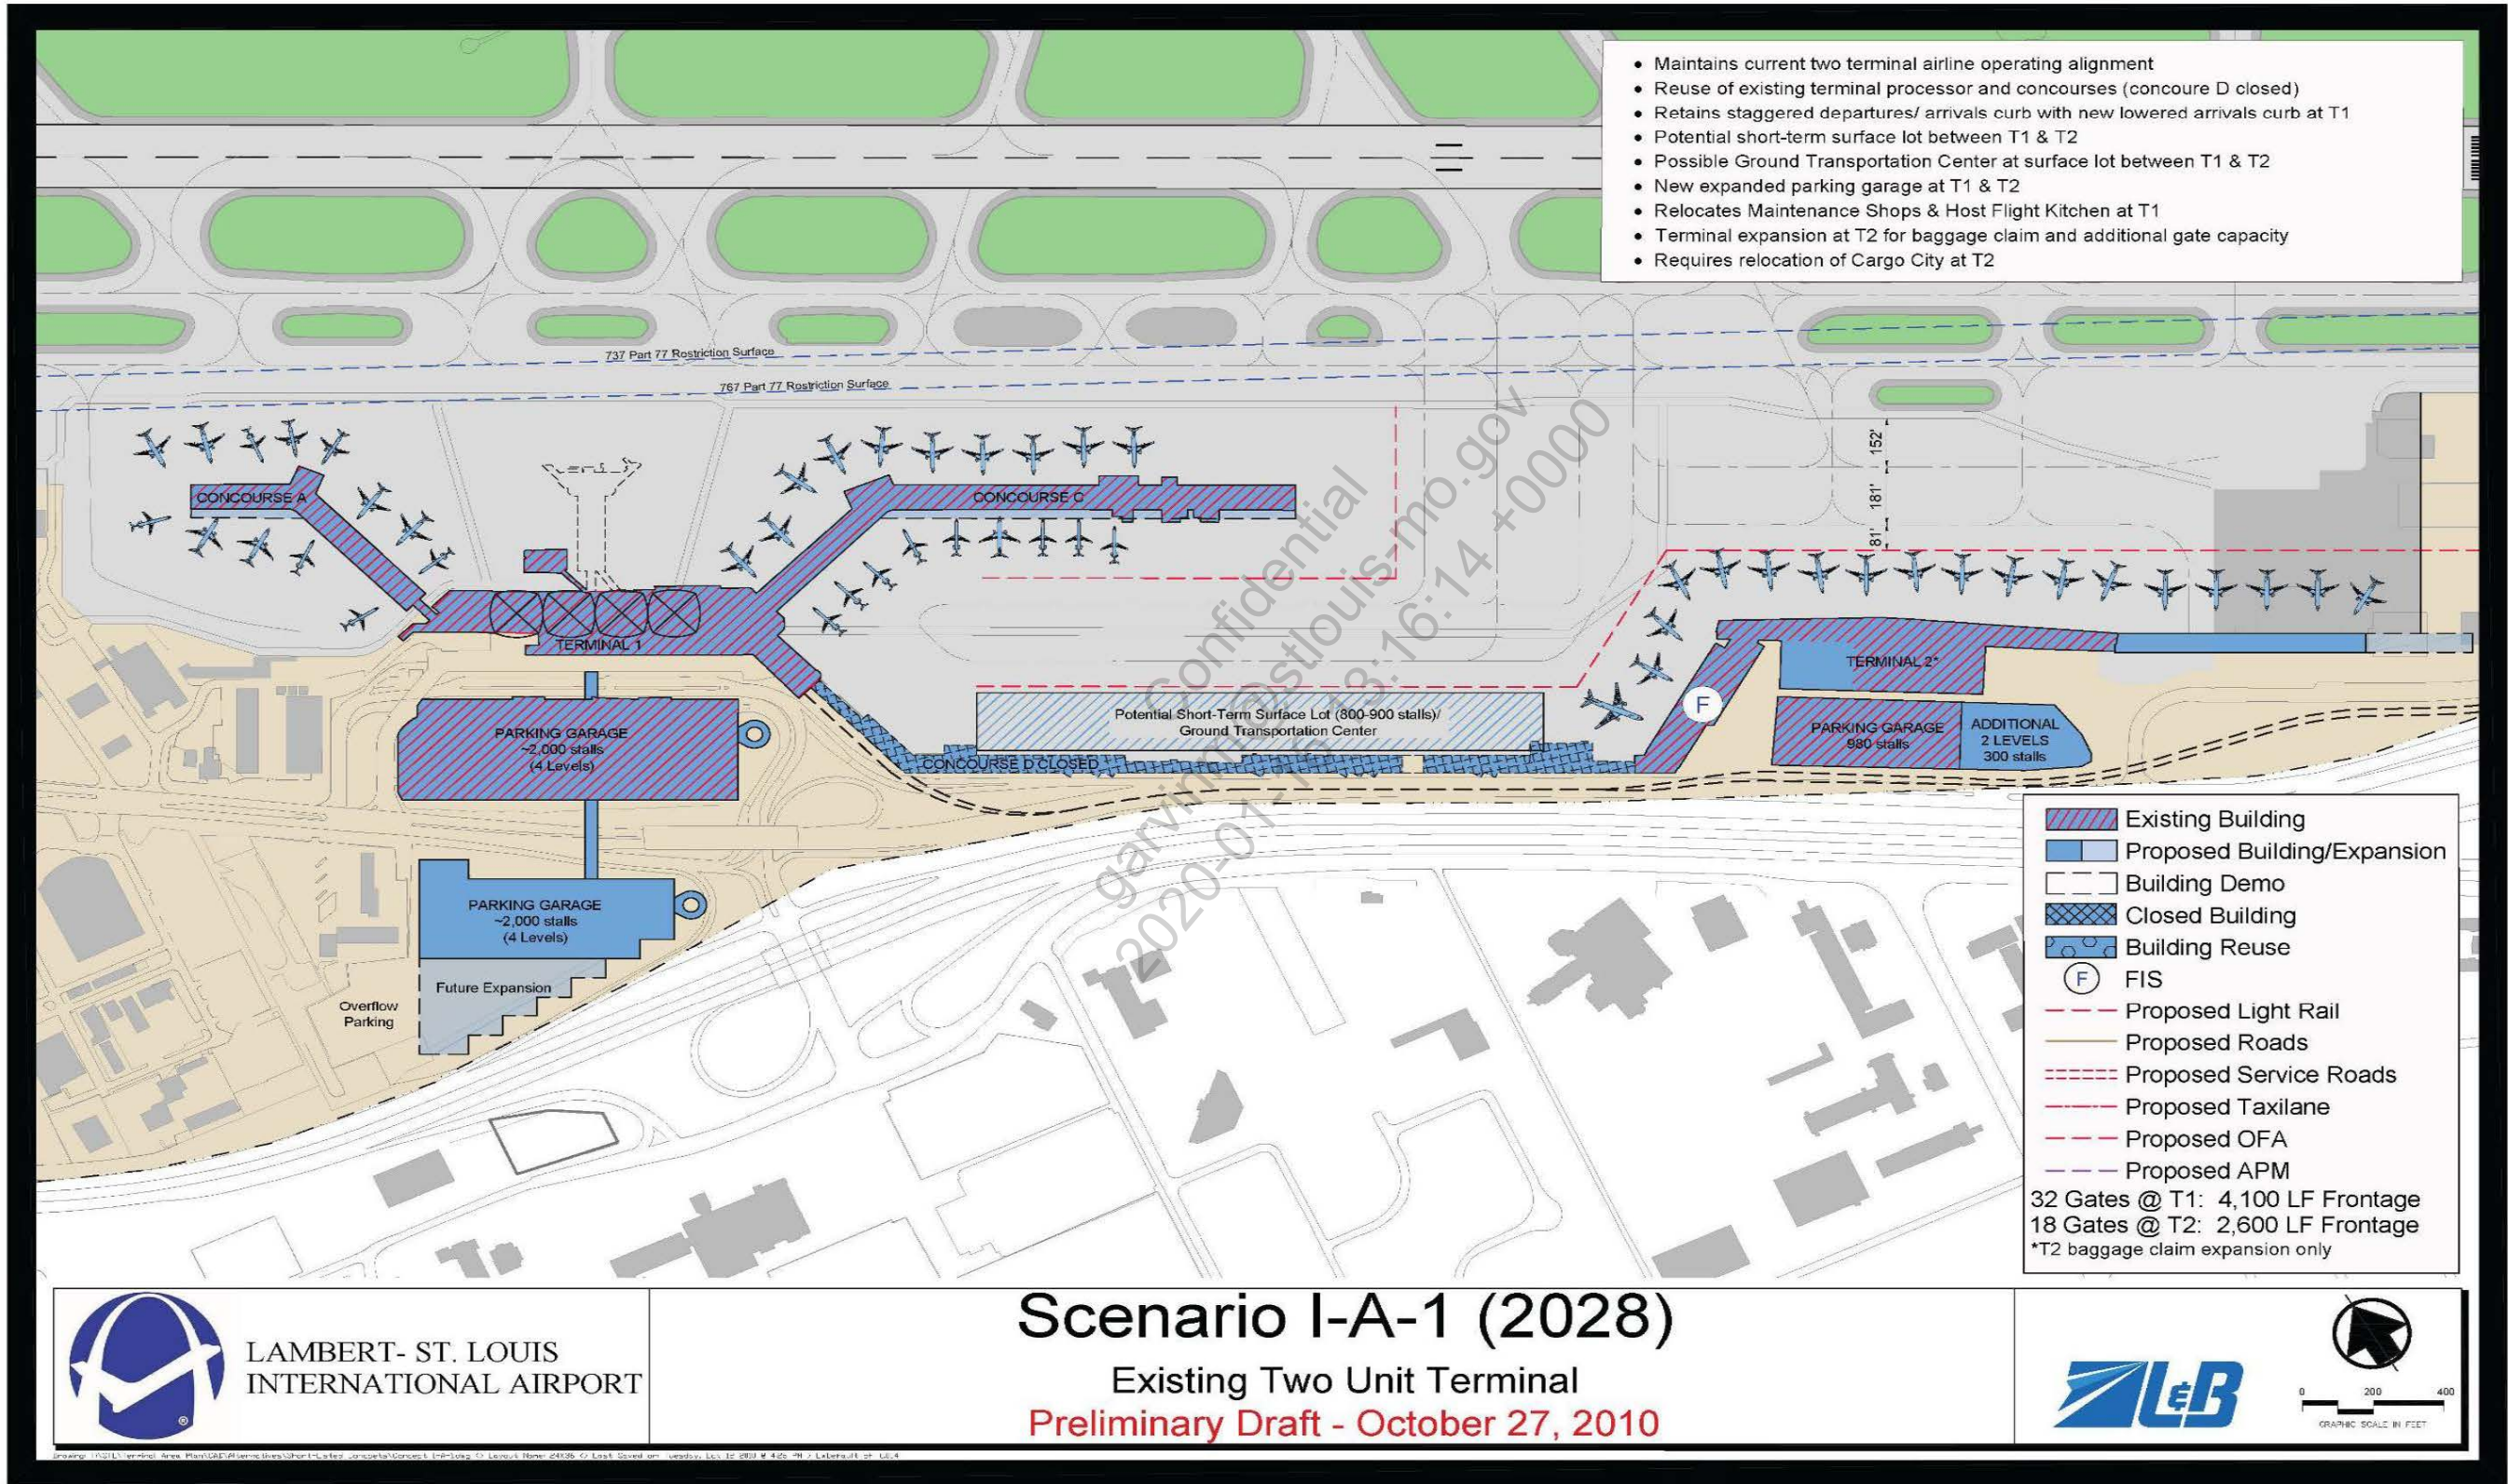 • Maintains current two terminal airline operating alignment
• Reuse of existing terminal processor and concourses (concoure D closed)
• Retains staggered departures/ arrivals curb with new lowered arrivals curb at T1
• Potential short-term surface lot between T1 & T2
• Possible Ground Transportation Center at surface lot between T1 & T2
• New expanded parking garage at T1 & T2
• Relocates Maintenance Shops & Host Flight Kitchen at T1
• Terminal expansion at T2 for baggage claim and additional gate capacity
• Requires relocation of Cargo City at T2
737 Part 77 Rostriction Surface
767 Part 77 Rostriction Surface
152'
181'
81'
CONCOURSE A
CONCOURSE C
TERMINAL 1
TERMINAL 2*
F
Potential Short-Term Surface Lot (800-900 stalls)/
Ground Transportation Center
CONCOURSE D CLOSED
PARKING GARAGE
~2,000 stalls
(4 Levels)
PARKING GARAGE
980 stalls
ADDITIONAL
2 LEVELS
300 stalls
PARKING GARAGE
~2,000 stalls
(4 Levels)
Future Expansion
Overflow
Parking
Confidential
garvinm@stlouis-mo.gov
13:16:14 +0000
Existing Building
Proposed Building/Expansion
Building Demo
Closed Building
Building Reuse
F FIS
Proposed Light Rail
Proposed Roads
Proposed Service Roads
Proposed Taxilane
Proposed OFA
Proposed APM
32 Gates @ T1: 4,100 LF Frontage
18 Gates @ T2: 2,600 LF Frontage
*T2 baggage claim expansion only
®
LAMBERT- ST. LOUIS
INTERNATIONAL AIRPORT
Scenario I-A-1 (2028)
Existing Two Unit Terminal
Preliminary Draft - October 27, 2010
L&B
0 200 400
GRAPHIC SCALE IN FEET